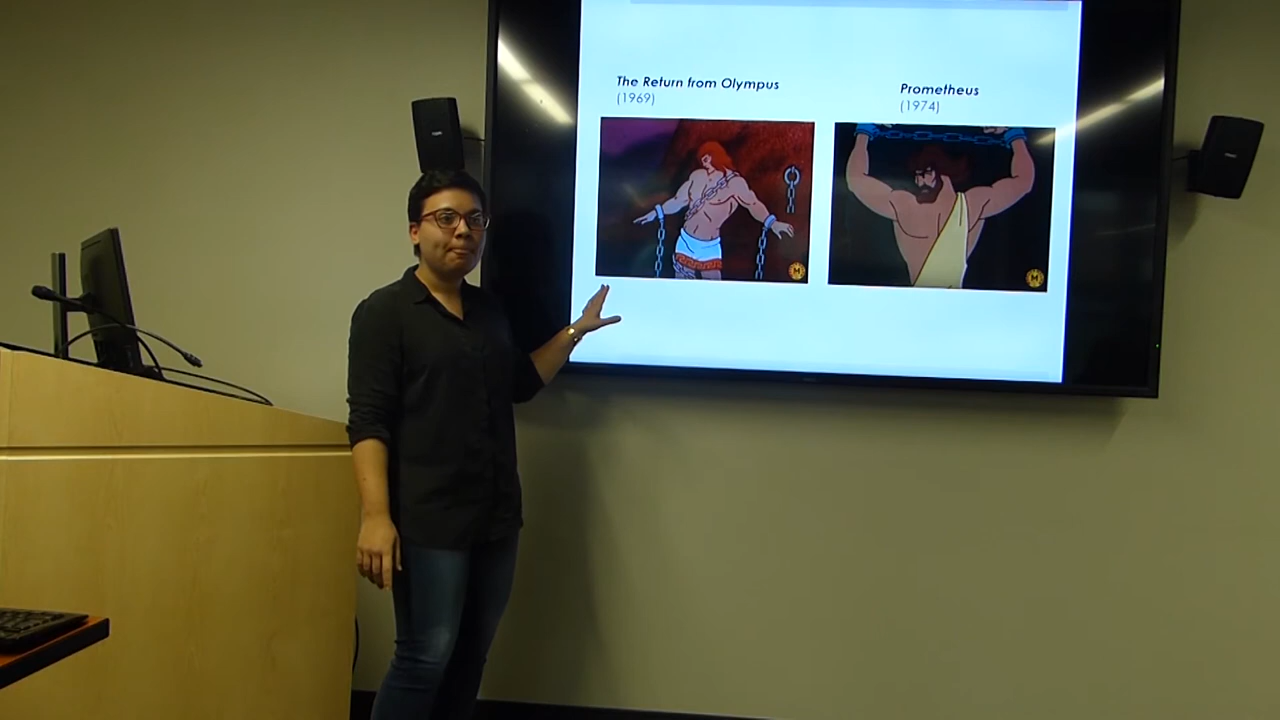 The Return from Olympus
(1969)
Prometheus
(1974)
M
M